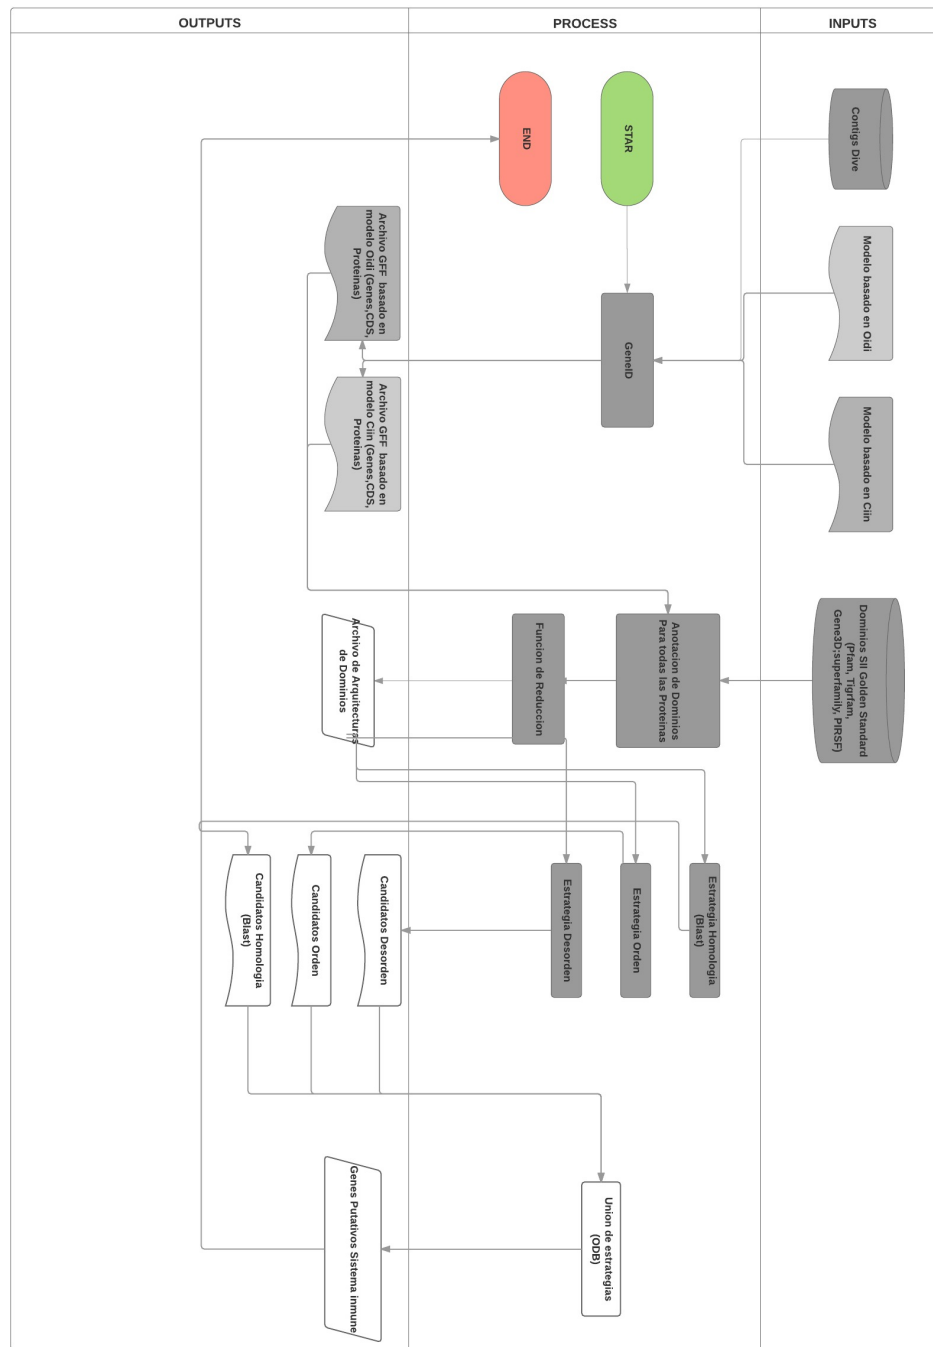 OUTPUTS
PROCESS
INPUTS
END
STAR
Contigs Dive
Modelo basado en Oidi
Modelo basado en Ciin
GeneID
Archivo GFF basado en
modelo Oidi (Genes,CDS,
Proteinas)
Archivo GFF basado en
modelo Ciin (Genes,CDS,
Proteinas)
Dominios SII Golden Standard
(Pfam, Tigrfam,
Gene3D;superfamily, PIRSF)
Anotacion de Dominios
Para todas las Proteinas
Funcion de Reduccion
Archivo de Arquitecturas
de Dominios
Estrategia Homologia
(Blast)
Estrategia Orden
Estrategia Desorden
Candidatos Desorden
Candidatos Orden
Candidatos Homologia
(Blast)
Union de estrategias
(ODB)
Genes Putativos Sistema inmune